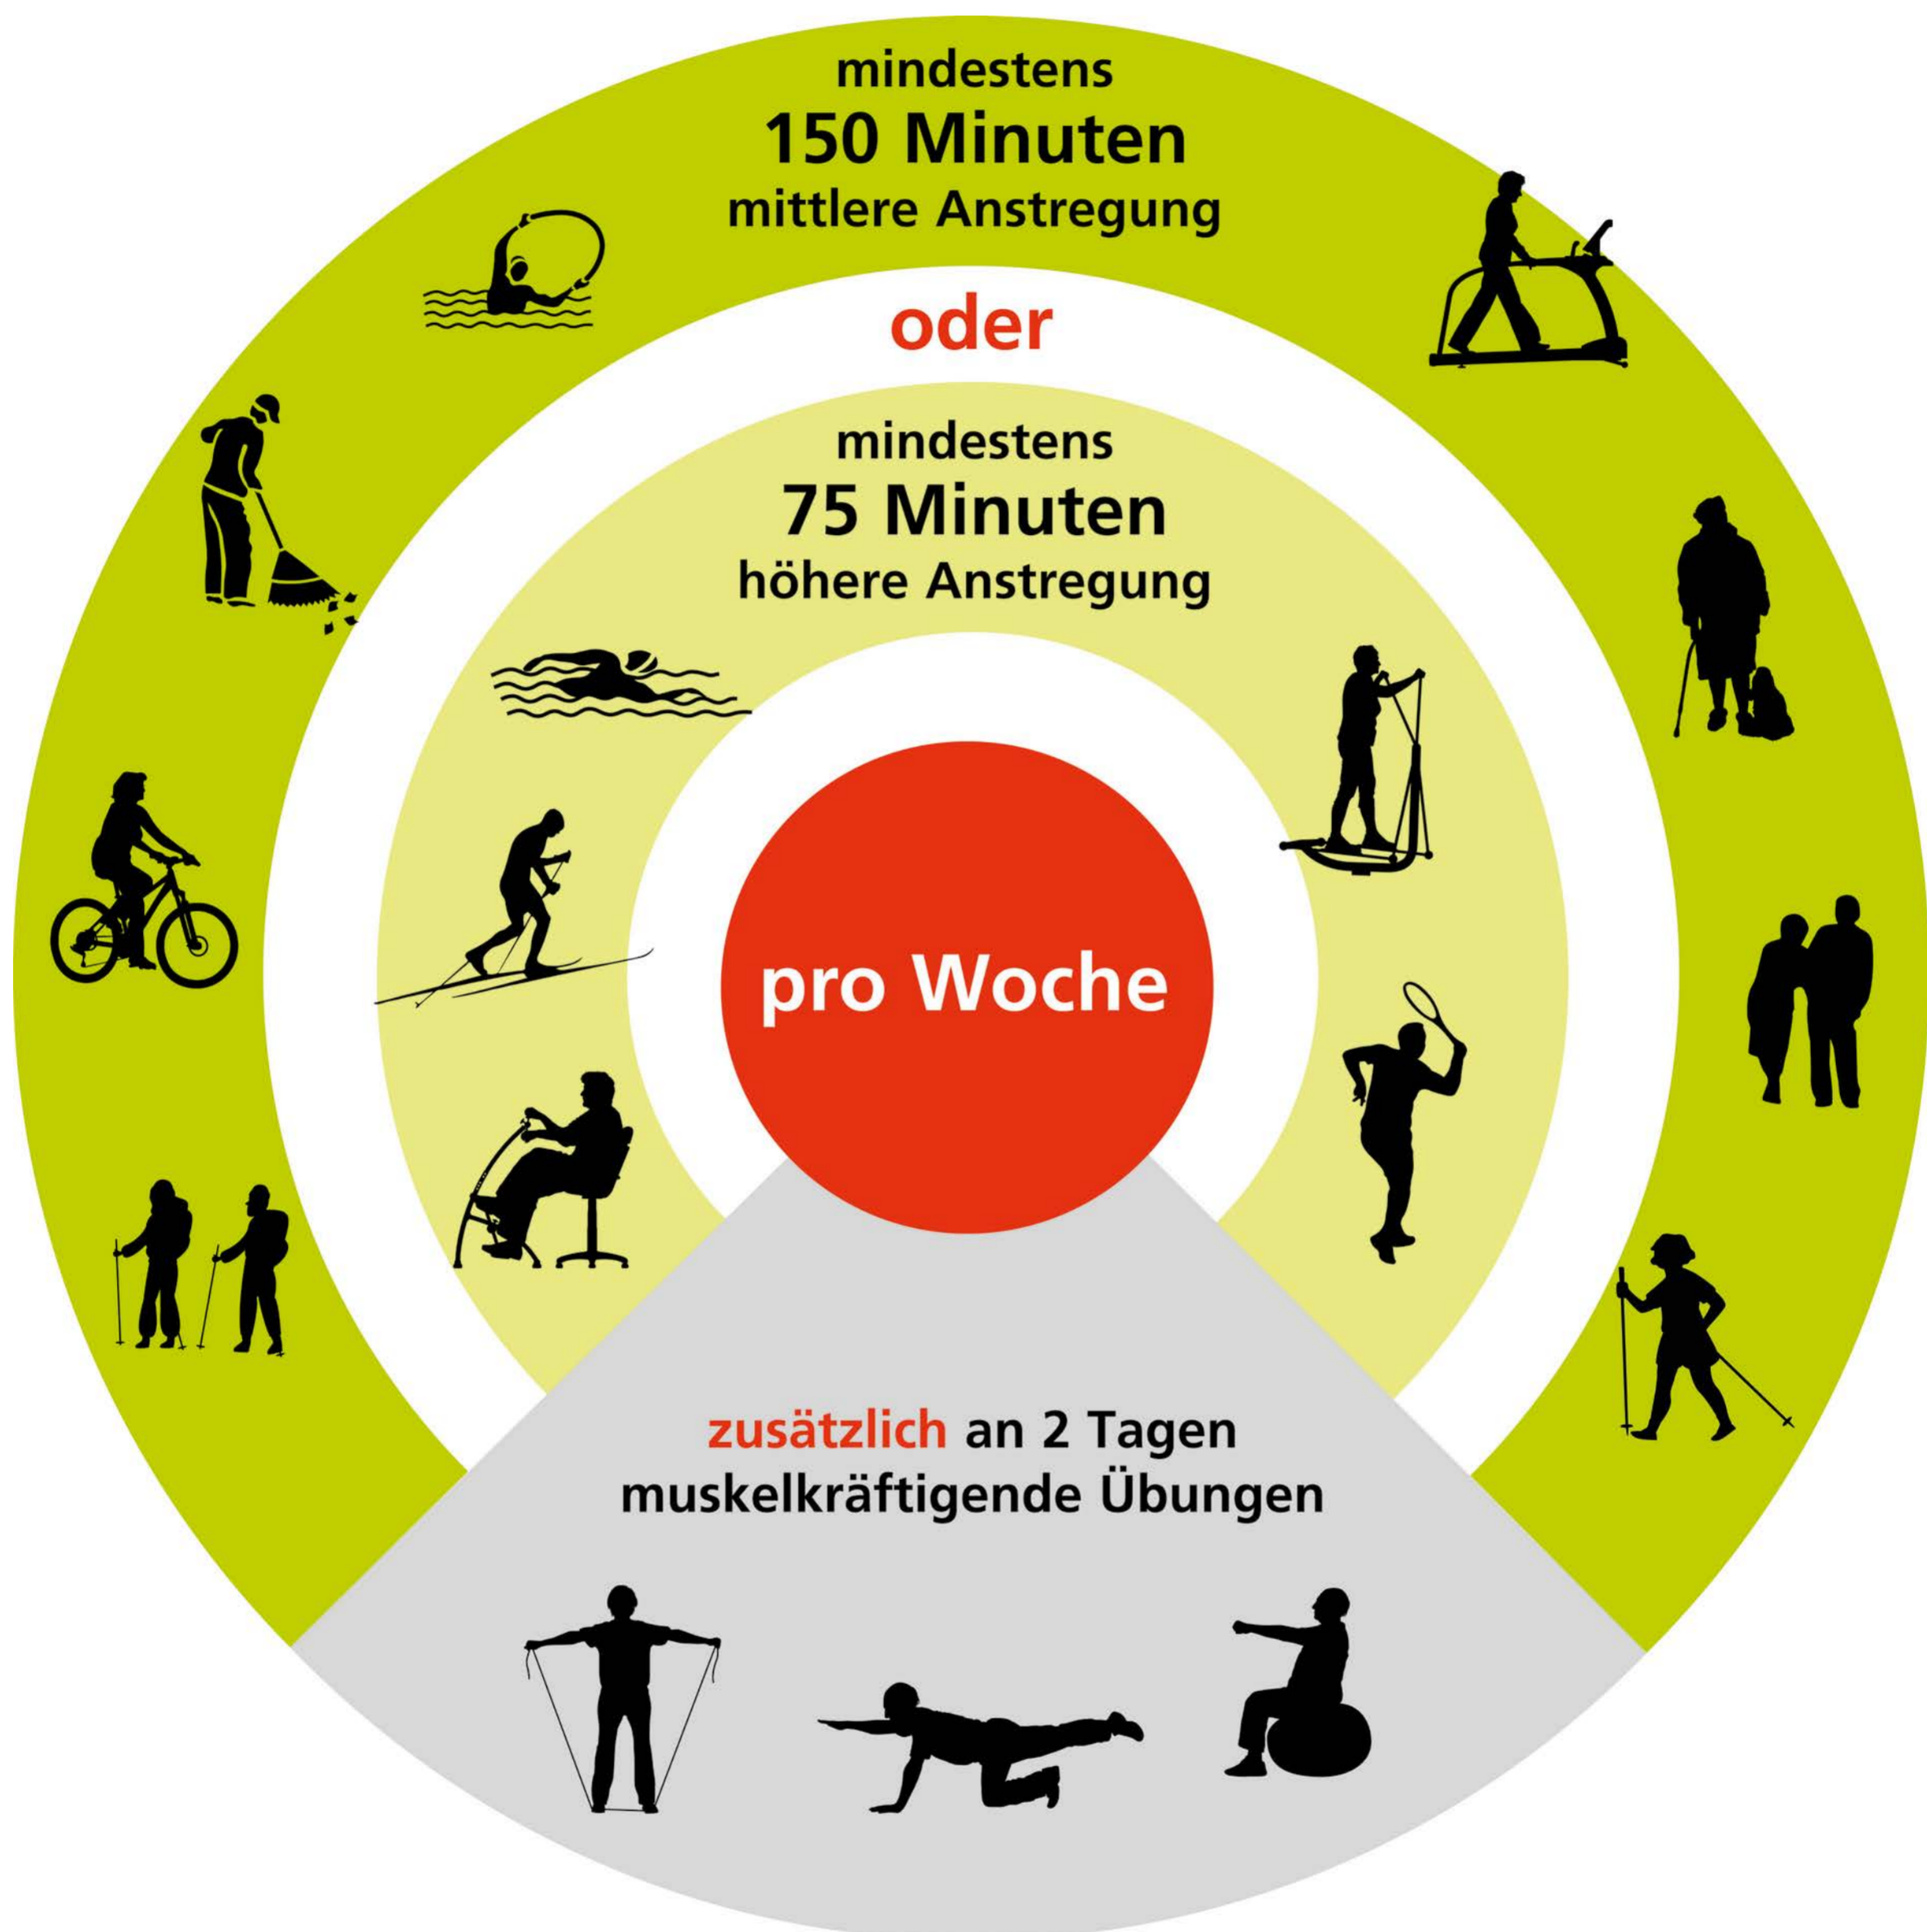 mindestens
150 Minuten
mittlere Anstregung
oder
mindestens
75 Minuten
höhere Anstregung
pro Woche
zusätzlich an 2 Tagen
muskelkräftigende Übungen